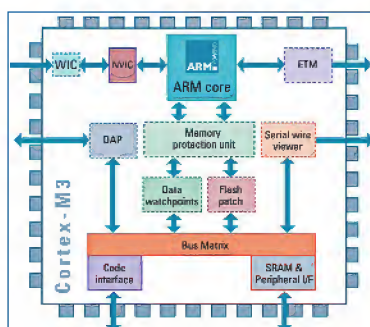 WIC
NVIC
ARM
ARM core
ETM
DAP
Memory
protection unit
Serial wire
viewer
Data
watchpoints
Flash
patch
Cortex-M3
Bus Matrix
Code
interface
SRAM &
Peripheral I/F